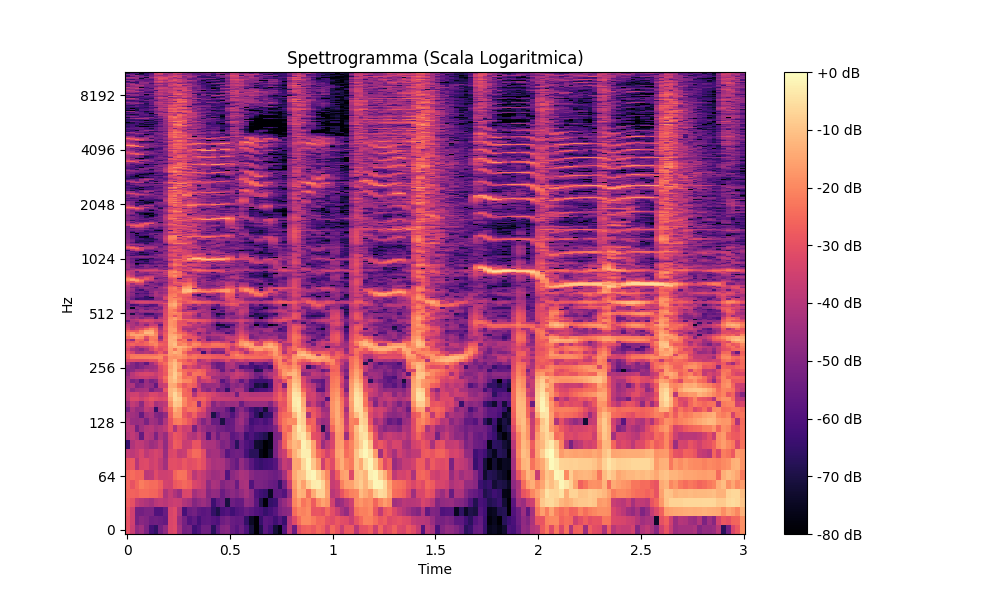 Spettrogramma (Scala Logaritmica)
Hz
8192
4096
2048
1024
512
256
128
64
0
0
0.5
1
1.5
2
2.5
3
Time
+0 dB
-10 dB
-20 dB
-30 dB
-40 dB
-50 dB
-60 dB
-70 dB
-80 dB